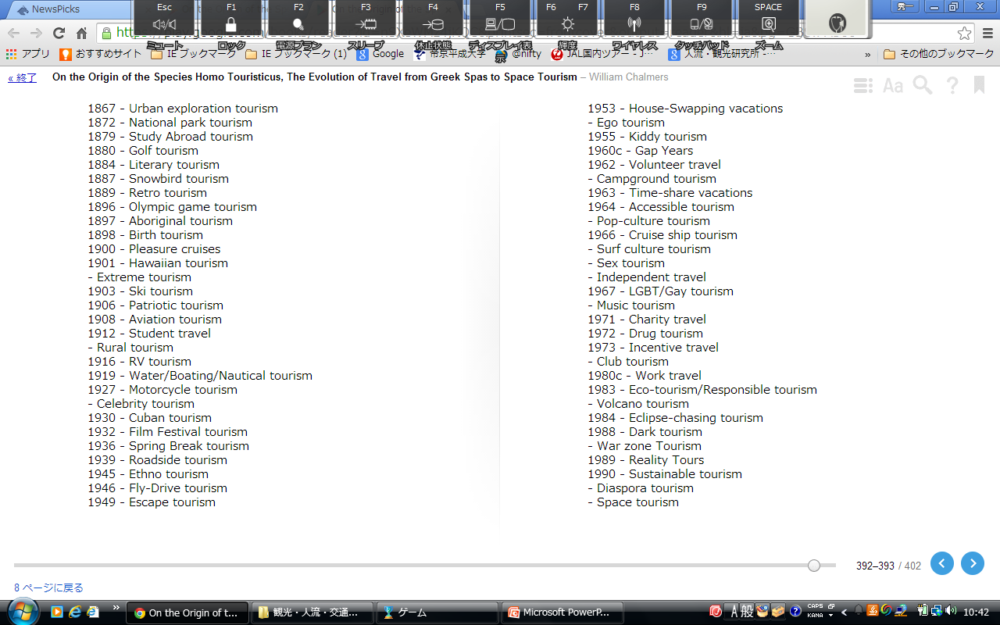 NewsPicks
Esc
F1
F2
F3
F4
F5
F6
F7
F8
F9
SPACE
ミュート
ロック
電源プラン
スリープ
休止状態
ディスプレイ表示
輝度
ワイヤレス
タッチパッド
ズーム
秀一
アプリ
おすすめサイト
IE ブックマーク
IE ブックマーク (1)
Google
帝京平成大学
@nifty
JAL国内ツアー - J…
人流・観光研究所 -…
»
その他のブックマーク
« 終了
On the Origin of the Species Homo Touristicus, The Evolution of Travel from Greek Spas to Space Tourism – William Chalmers
Aa
?
1867 - Urban exploration tourism
1872 - National park tourism
1879 - Study Abroad tourism
1880 - Golf tourism
1884 - Literary tourism
1887 - Snowbird tourism
1889 - Retro tourism
1896 - Olympic game tourism
1897 - Aboriginal tourism
1898 - Birth tourism
1900 - Pleasure cruises
1901 - Hawaiian tourism
- Extreme tourism
1903 - Ski tourism
1906 - Patriotic tourism
1908 - Aviation tourism
1912 - Student travel
- Rural tourism
1916 - RV tourism
1919 - Water/Boating/Nautical tourism
1927 - Motorcycle tourism
- Celebrity tourism
1930 - Cuban tourism
1932 - Film Festival tourism
1936 - Spring Break tourism
1939 - Roadside tourism
1945 - Ethno tourism
1946 - Fly-Drive tourism
1949 - Escape tourism
1953 - House-Swapping vacations
- Ego tourism
1955 - Kiddy tourism
1960c - Gap Years
1962 - Volunteer travel
- Campground tourism
1963 - Time-share vacations
1964 - Accessible tourism
- Pop-culture tourism
1966 - Cruise ship tourism
- Surf culture tourism
- Sex tourism
- Independent travel
1967 - LGBT/Gay tourism
- Music tourism
1971 - Charity travel
1972 - Drug tourism
1973 - Incentive travel
- Club tourism
1980c - Work travel
1983 - Eco-tourism/Responsible tourism
- Volcano tourism
1984 - Eclipse-chasing tourism
1988 - Dark tourism
- War zone Tourism
1989 - Reality Tours
1990 - Sustainable tourism
- Diaspora tourism
- Space tourism
392–393 / 402
8 ページに戻る
»
On the Origin of t...
観光・人流・交通...
ゲーム
Microsoft PowerP...
A 般
CAPS
KANA
10:42